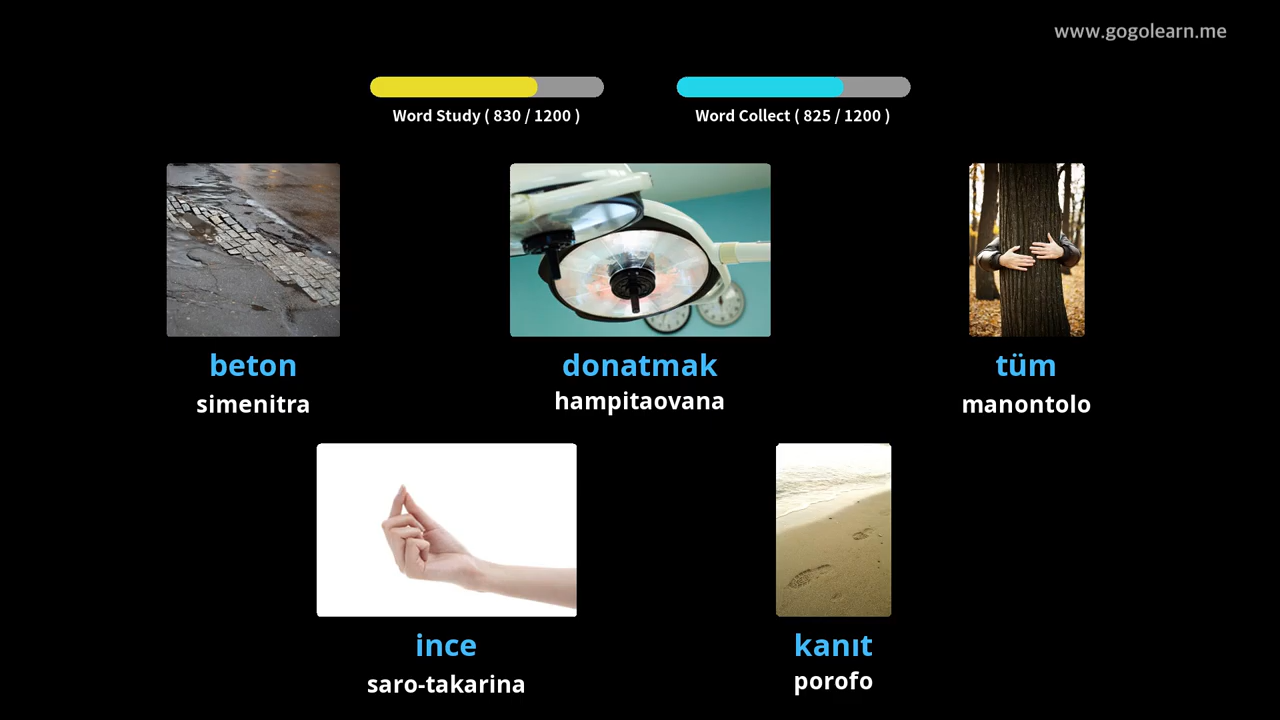 www.gogolearn.me
Word Study ( 830 / 1200 )
Word Collect ( 825 / 1200 )
beton
simenitra
donatmak
hampitaovana
tüm
manontolo
ince
saro-takarina
kanıt
porofo